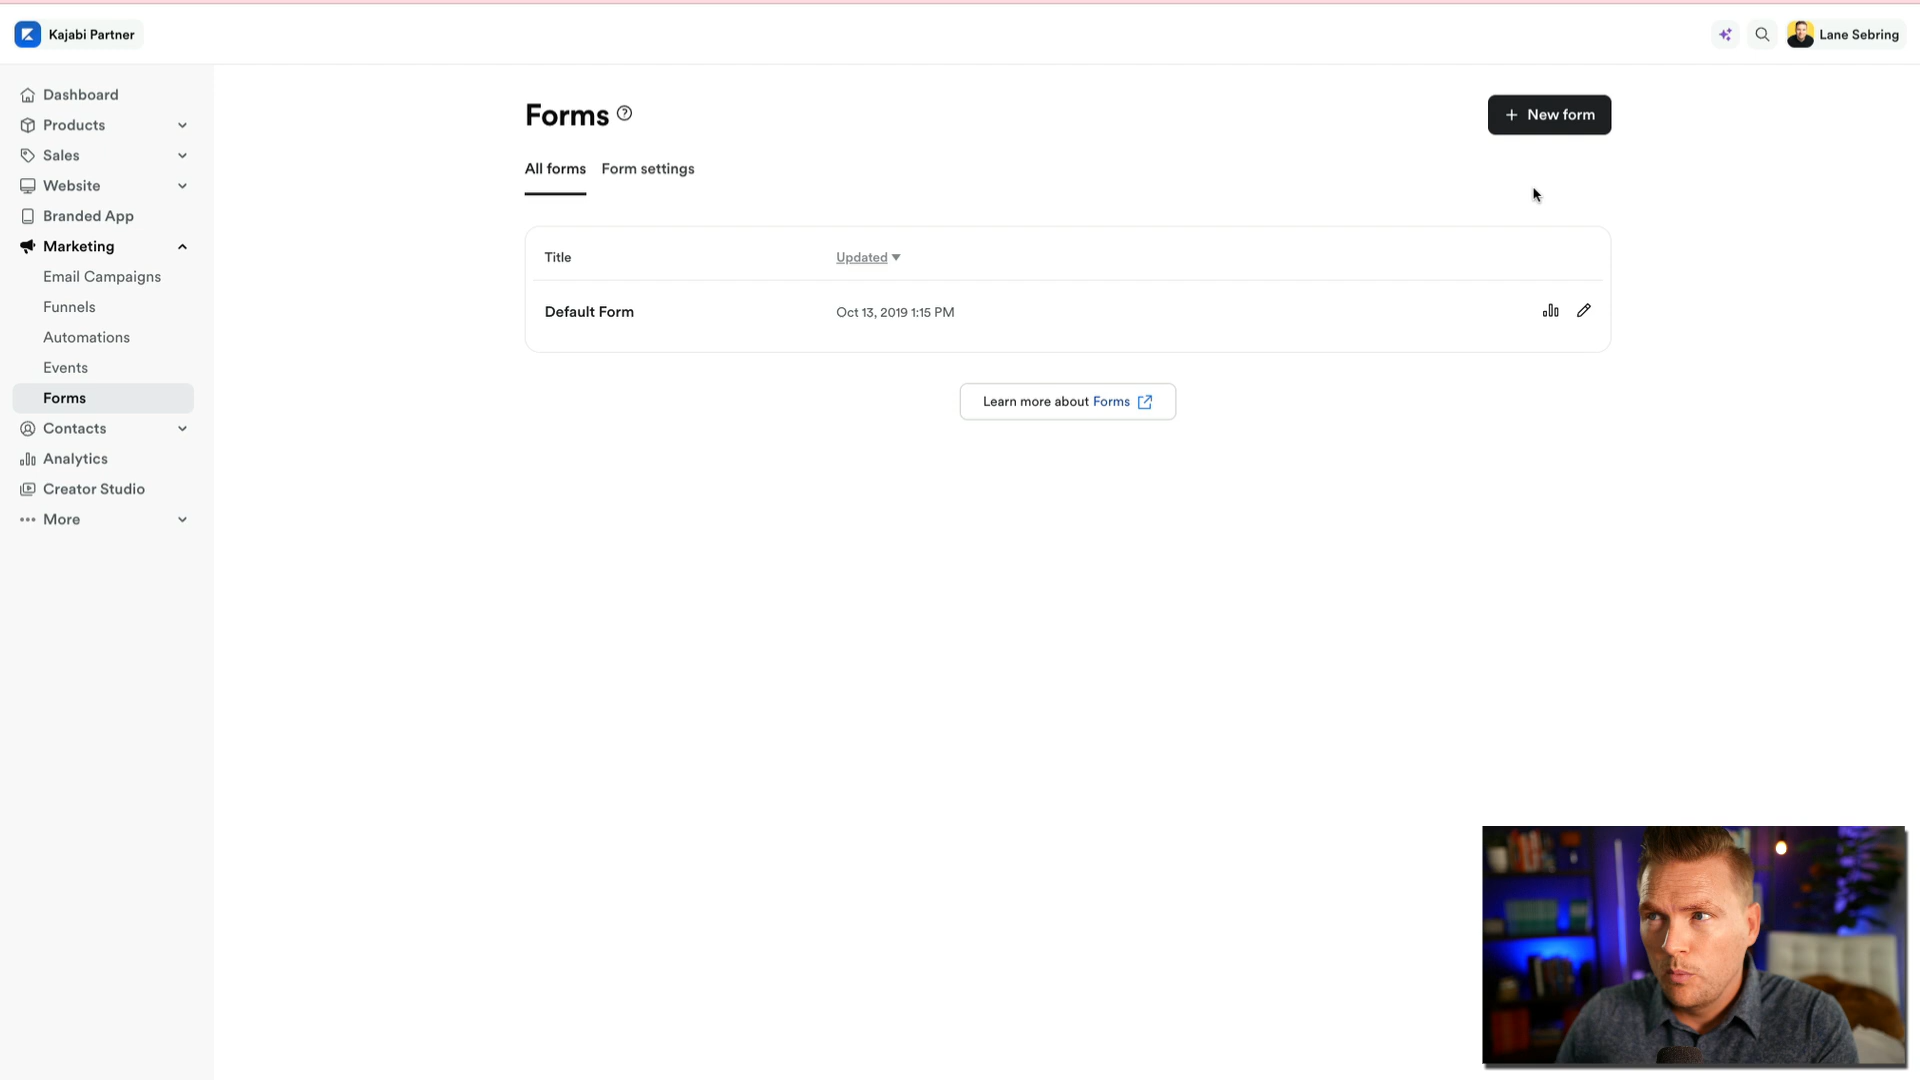 Kajabi Partner
Lane Sebring
Dashboard
Products
Sales
Website
Branded App
Marketing
Email Campaigns
Funnels
Automations
Events
Forms
Contacts
Analytics
Creator Studio
More
Forms
+ New form
All forms Form settings
Title Updated ▼
Default Form Oct 13, 2019 1:15 PM
Learn more about Forms